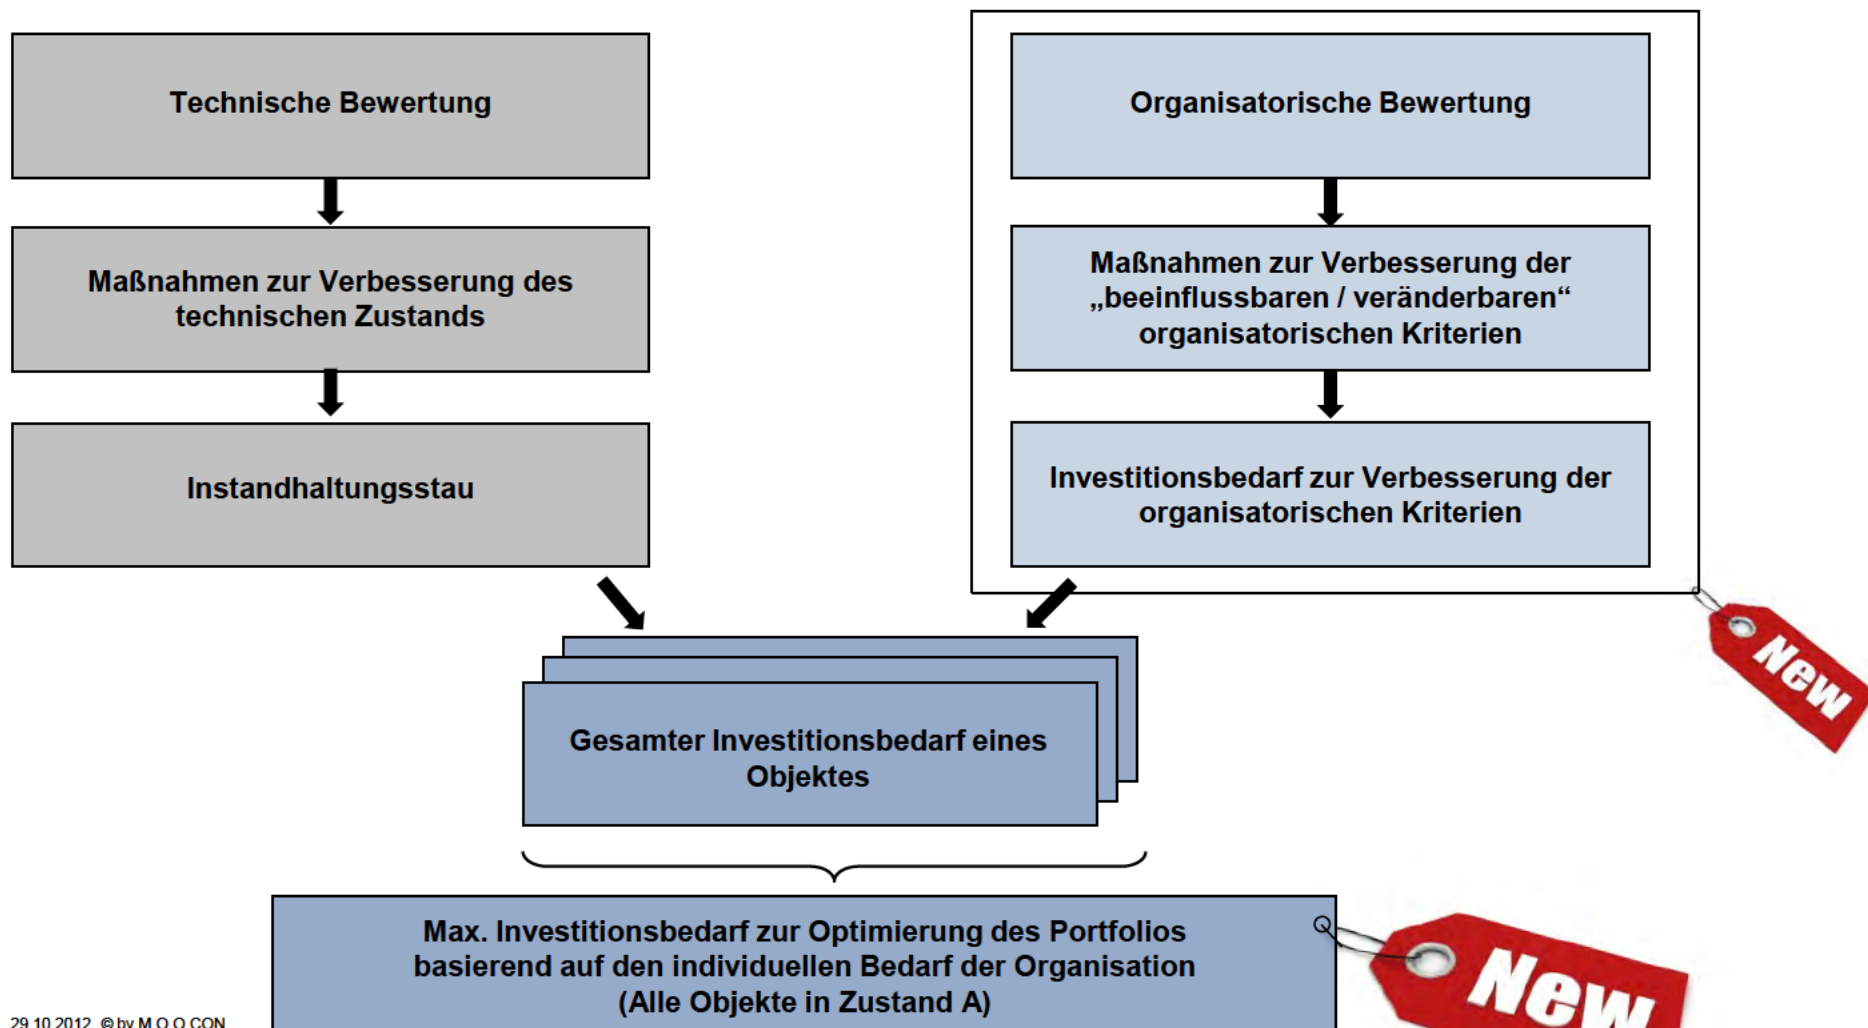 Technische Bewertung
Maßnahmen zur Verbesserung des
technischen Zustands
Instandhaltungsstau
Organisatorische Bewertung
Maßnahmen zur Verbesserung der
„beeinflussbaren / veränderbaren“
organisatorischen Kriterien
Investitionsbedarf zur Verbesserung der
organisatorischen Kriterien
New
Gesamter Investitionsbedarf eines
Objektes
Max. Investitionsbedarf zur Optimierung des Portfolios
basierend auf den individuellen Bedarf der Organisation
(Alle Objekte in Zustand A)
New
29.10.2012 © by M.O.O.CON